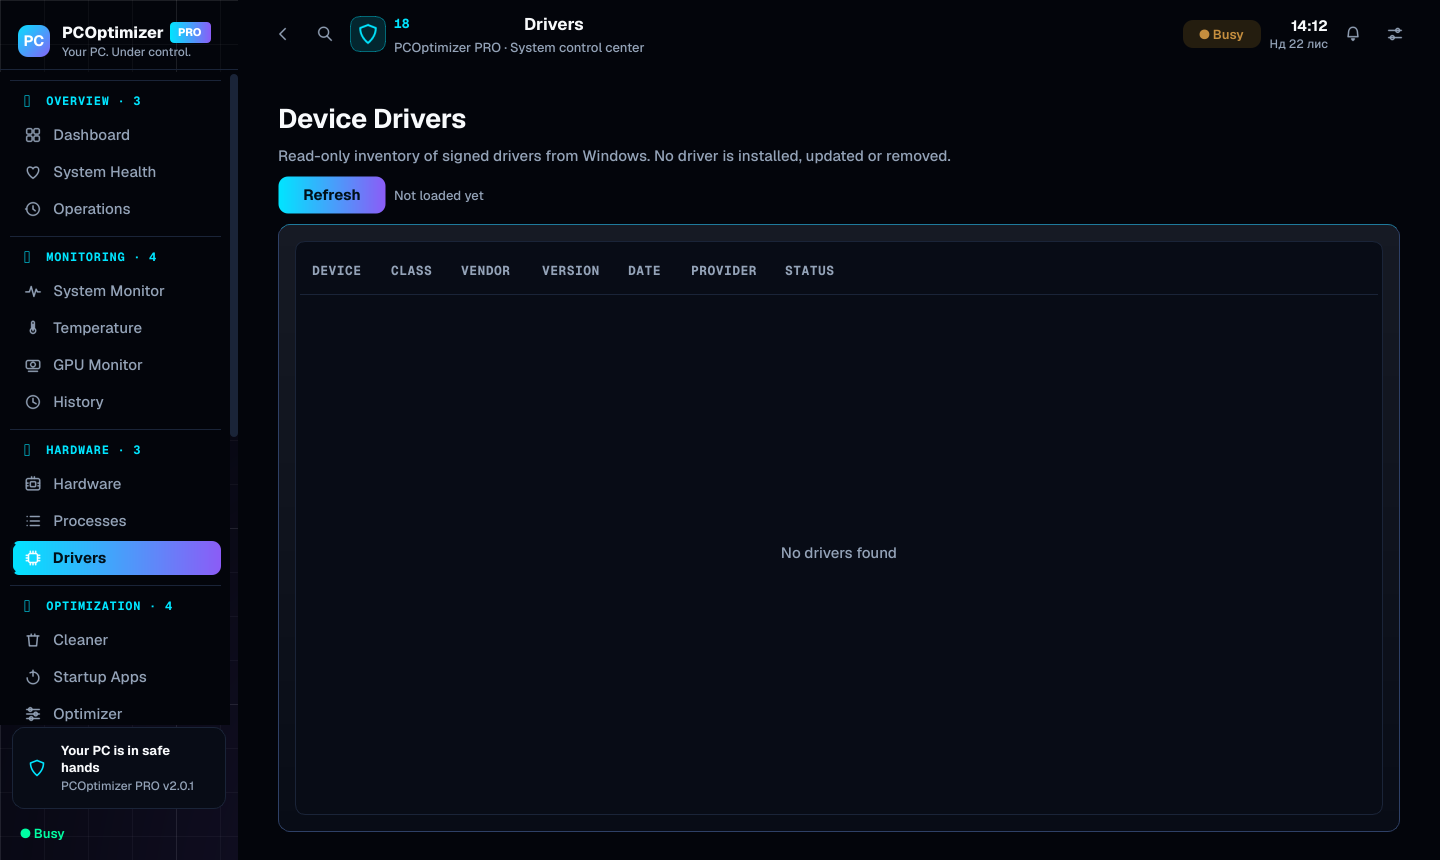 PC
PCOptimizer PRO
Your PC. Under control.
OVERVIEW · 3
Dashboard
System Health
Operations
MONITORING · 4
System Monitor
Temperature
GPU Monitor
History
HARDWARE · 3
Hardware
Processes
Drivers
OPTIMIZATION · 4
Cleaner
Startup Apps
Optimizer
Your PC is in safe
hands
PCOptimizer PRO v2.0.1
Busy
18
Drivers
PCOptimizer PRO · System control center
Busy
14:12
Нд 22 лис
Device Drivers
Read-only inventory of signed drivers from Windows. No driver is installed, updated or removed.
Refresh
Not loaded yet
DEVICE CLASS VENDOR VERSION DATE PROVIDER STATUS
No drivers found